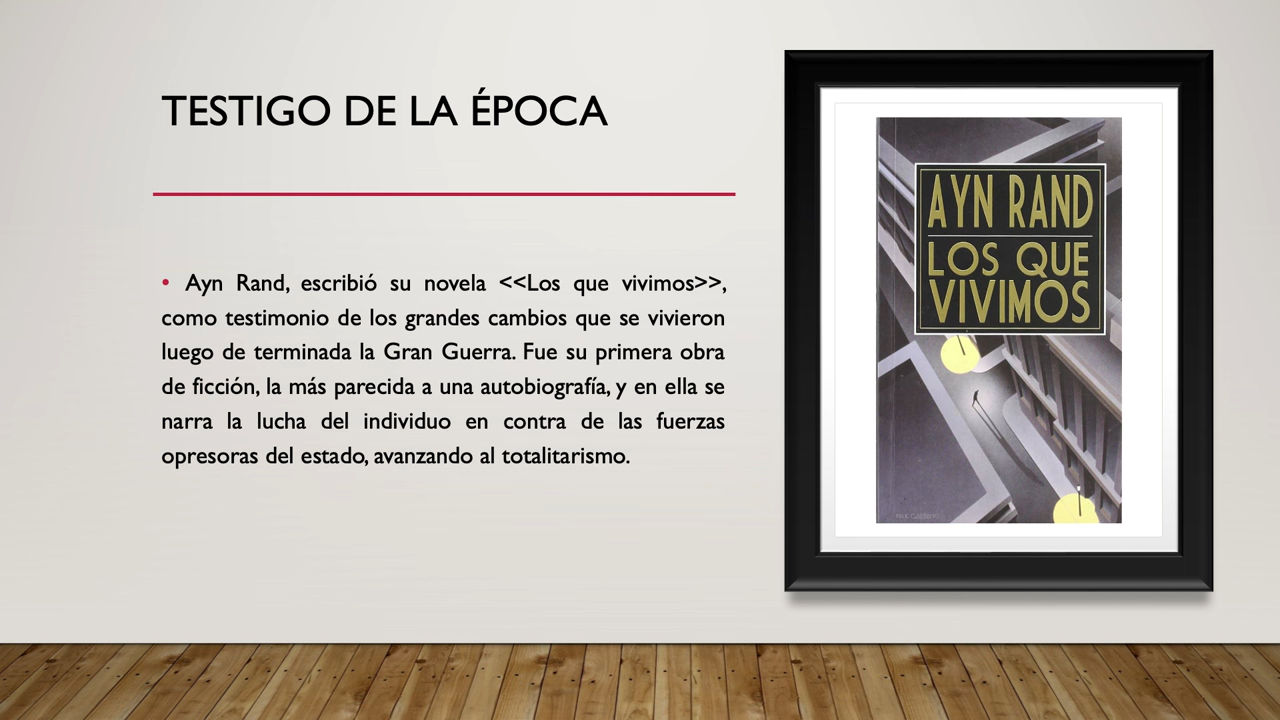 TESTIGO DE LA ÉPOCA
• Ayn Rand, escribió su novela <<Los que vivimos>>,
como testimonio de los grandes cambios que se vivieron
luego de terminada la Gran Guerra. Fue su primera obra
de ficción, la más parecida a una autobiografía, y en ella se
narra la lucha del individuo en contra de las fuerzas
opresoras del estado, avanzando al totalitarismo.
AYN RAND
LOS QUE
VIVIMOS